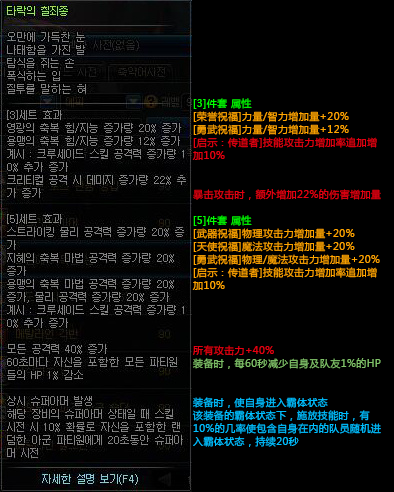 타락의 칠죄종
오만에 가득찬 눈
나태함을 가진 발
탐식을 쥐는 손
폭식하는 입
질투를 말하는 혀
[3]세트 효과
영광의 축복 힘/지능 증가량 20% 증가
용맹의 축복 힘/지능 증가량 12% 증가
계시 : 크루세이드 스킬 공격력 증가량 1
0% 추가 증가
크리티컬 공격 시 데미지 증가량 22% 추
가 증가
[3]件套 属性
[荣誉祝福]力量/智力增加量+20%
[勇武祝福]力量/智力增加量+12%
[启示：传道者]技能攻击力增加率追加增
加10%
暴击攻击时，额外增加22%的伤害增加量
[5]세트 효과
스트라이킹 물리 공격력 증가량 20% 증
가
지혜의 축복 마법 공격력 증가량 20%
증가
용맹의 축복 마법 공격력 증가량 20%
증가, 물리 공격력 20% 증가
계시 : 크루세이드 스킬 공격력 증가량 1
0% 추가 증가
[5]件套 属性
[武器祝福]物理攻击力增加量+20%
[天使祝福]魔法攻击力增加量+20%
[勇武祝福]物理/魔法攻击力增加量+20%
[启示：传道者]技能攻击力增加率追加增
加10%
모든 공격력 40% 증가
60초마다 자신을 포함한 모든 파티원
들의 HP 1% 감소
所有攻击力+40%
装备时，每60秒减少自身及队友1%的HP
상시 슈퍼아머 발생
해당 장비의 슈퍼아머 상태일 때 스킬
시전 시 10% 확률로 자신을 포함한 랜
덤한 아군 파티원에게 20초동안 슈퍼아
머 시전
装备时，使自身进入霸体状态
该装备的霸体状态下，施放技能时，有
10%的几率使包含自身在内的队员随机进
入霸体状态，持续20秒
자세한 설명 보기(F4)